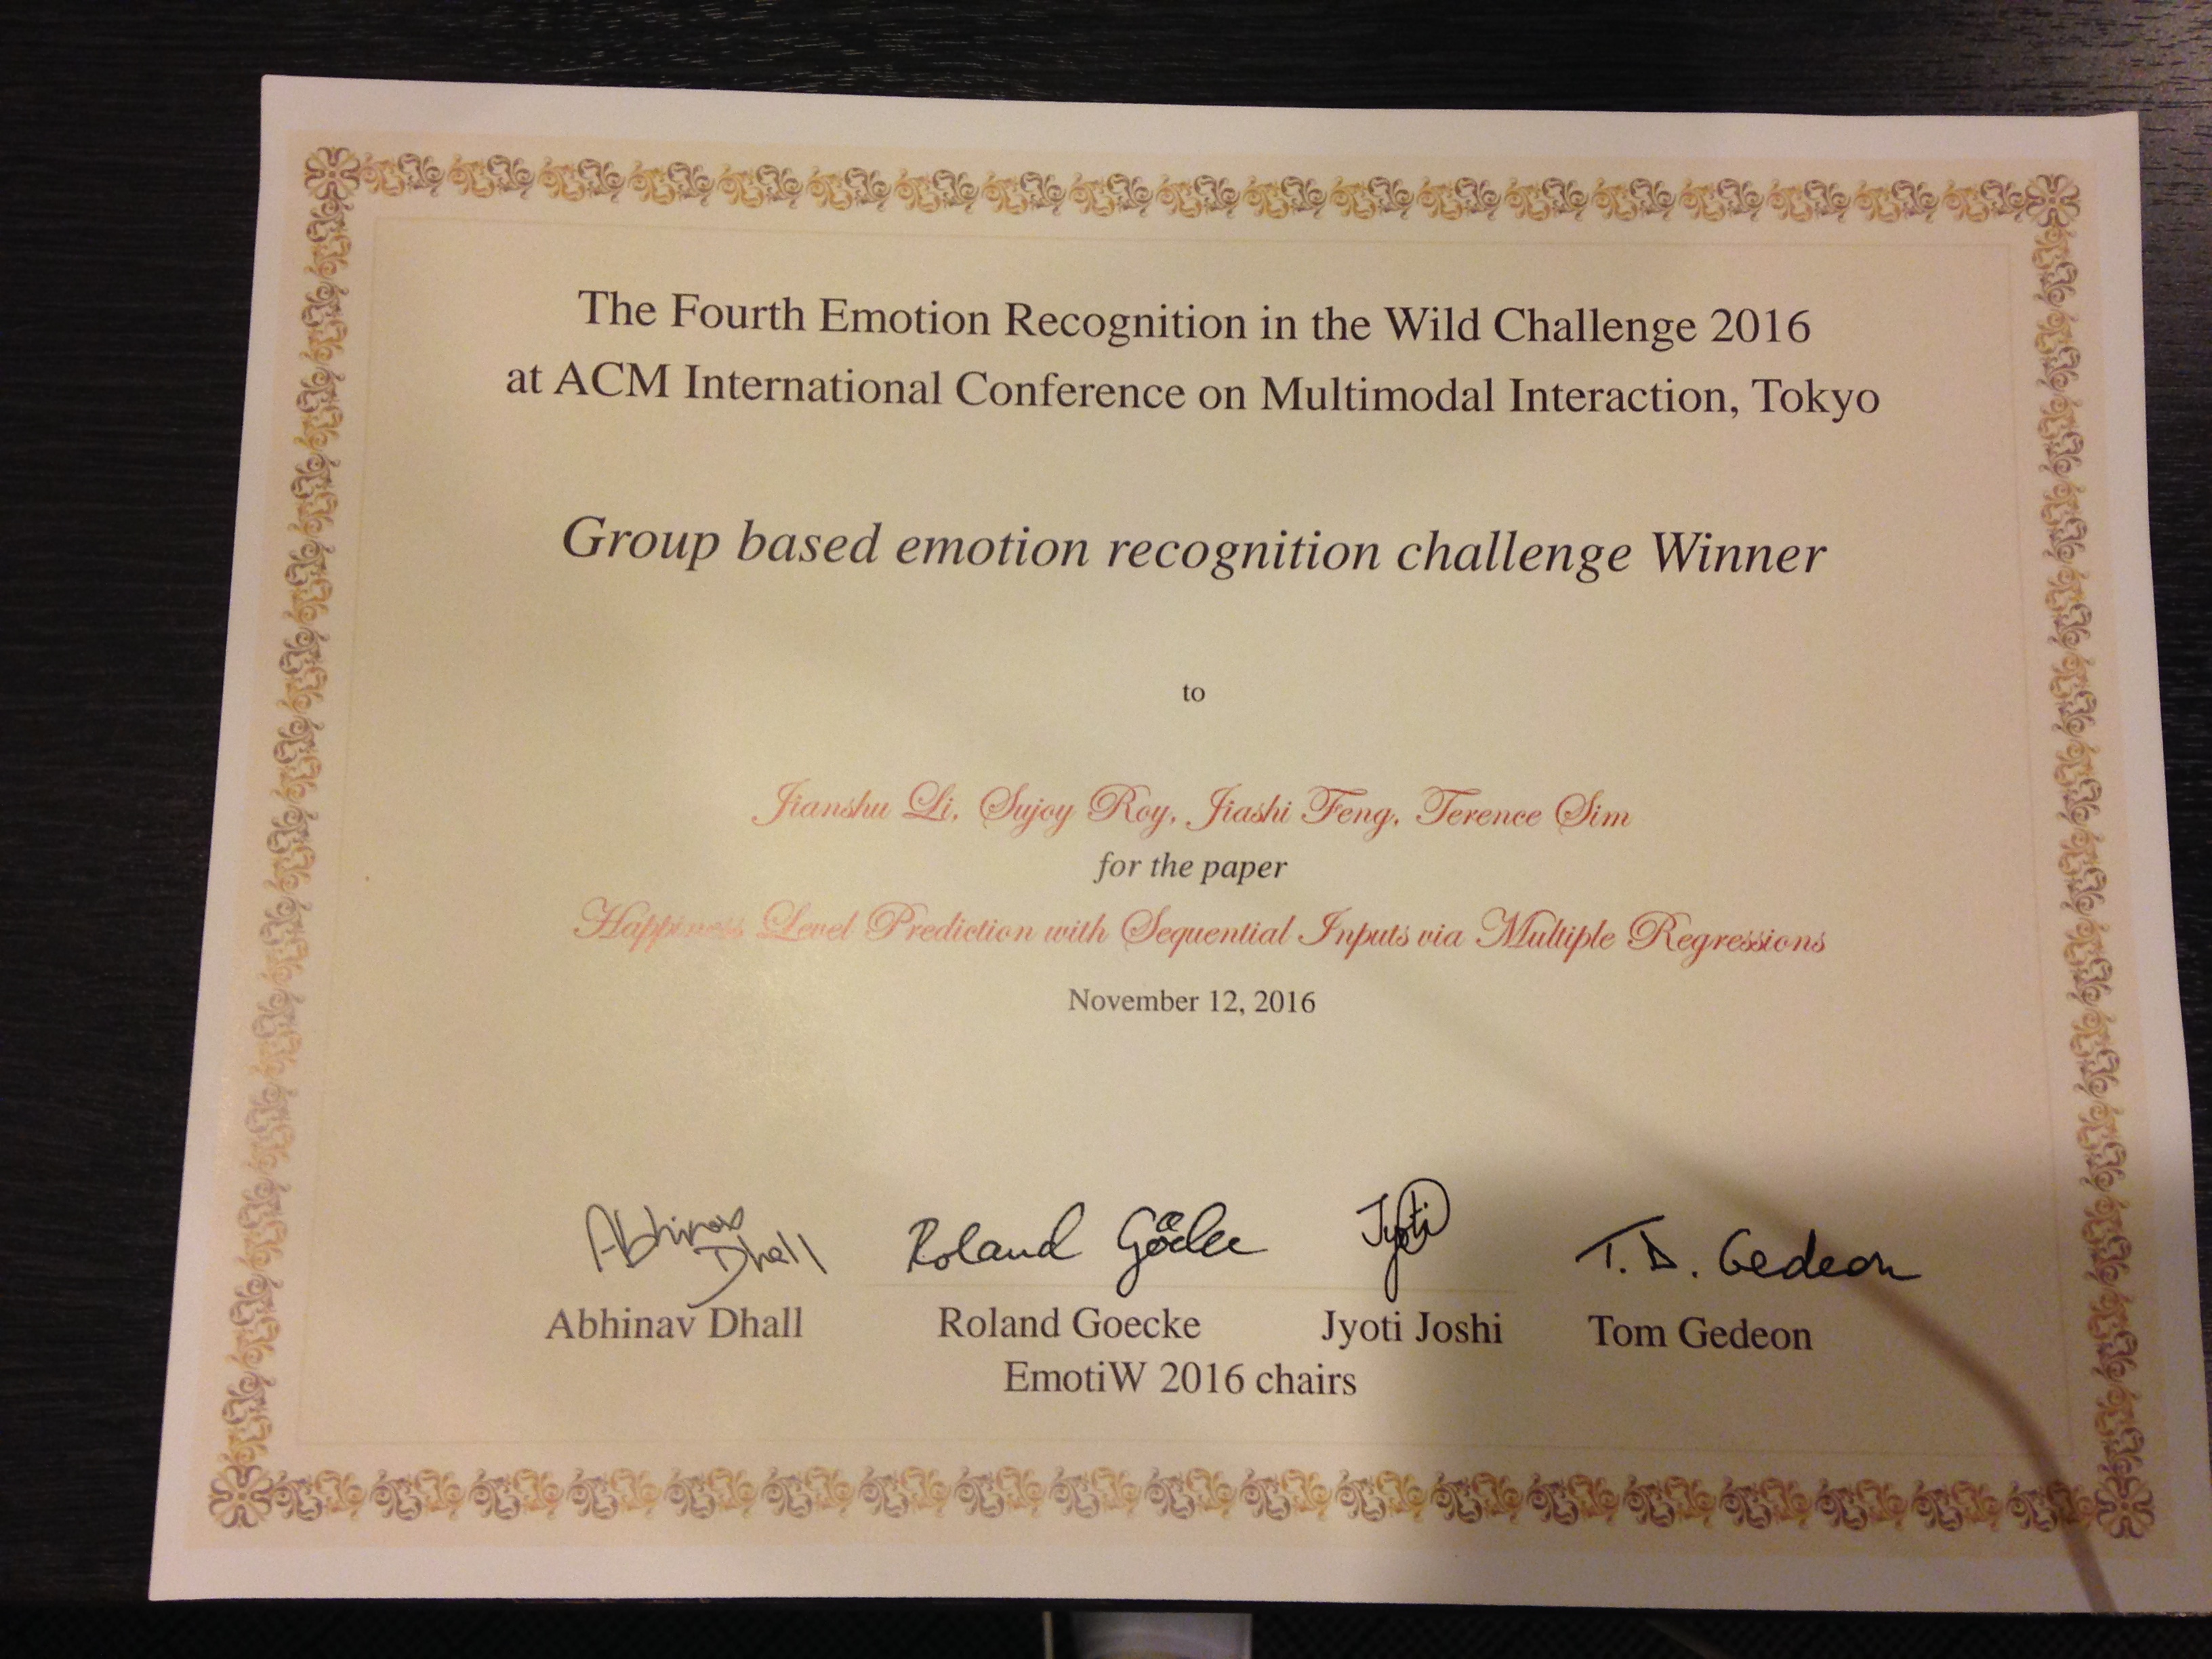 The Fourth Emotion Recognition in the Wild Challenge 2016
at ACM International Conference on Multimodal Interaction, Tokyo
Group based emotion recognition challenge Winner
to
Jianshu Li, Sujoy Roy, Jiashi Feng, Terence Sim
for the paper
Happiness Level Prediction with Sequential Inputs via Multiple Regressions
November 12, 2016
Abhinav Dhall Roland Göcke Jyoti T.D. Gedeon
Abhinav Dhall Roland Goecke Jyoti Joshi Tom Gedeon
EmotiW 2016 chairs